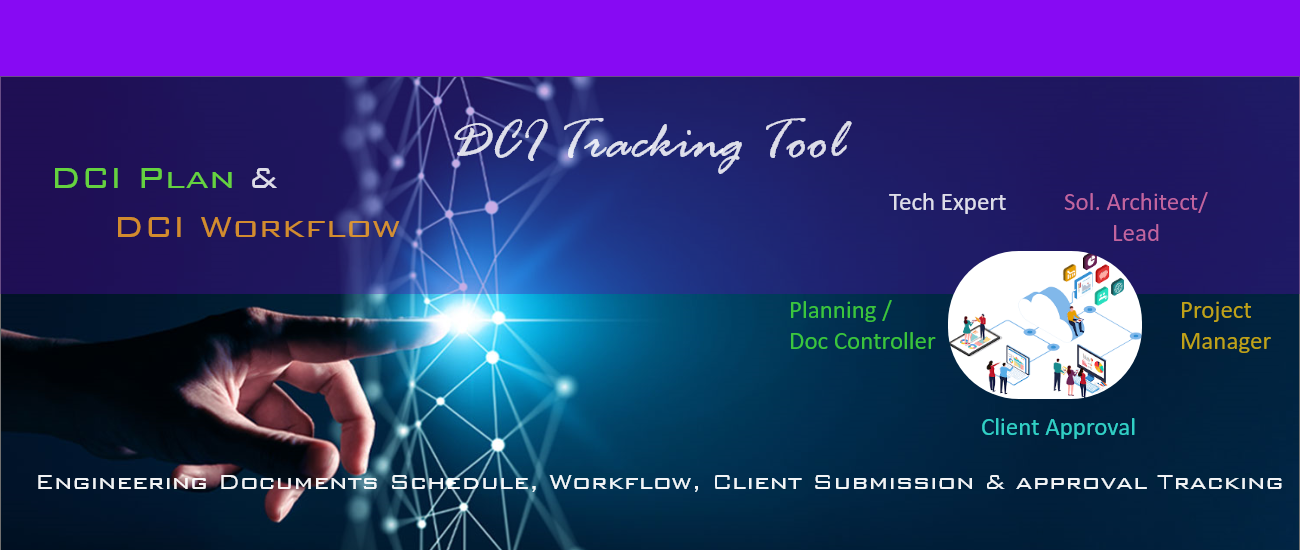 DCI Tracking Tool
DCI Plan &
DCI Workflow
Tech Expert
Sol. Architect/
Lead
Planning /
Doc Controller
Project
Manager
Client Approval
Engineering Documents Schedule, Workflow, Client Submission & approval Tracking